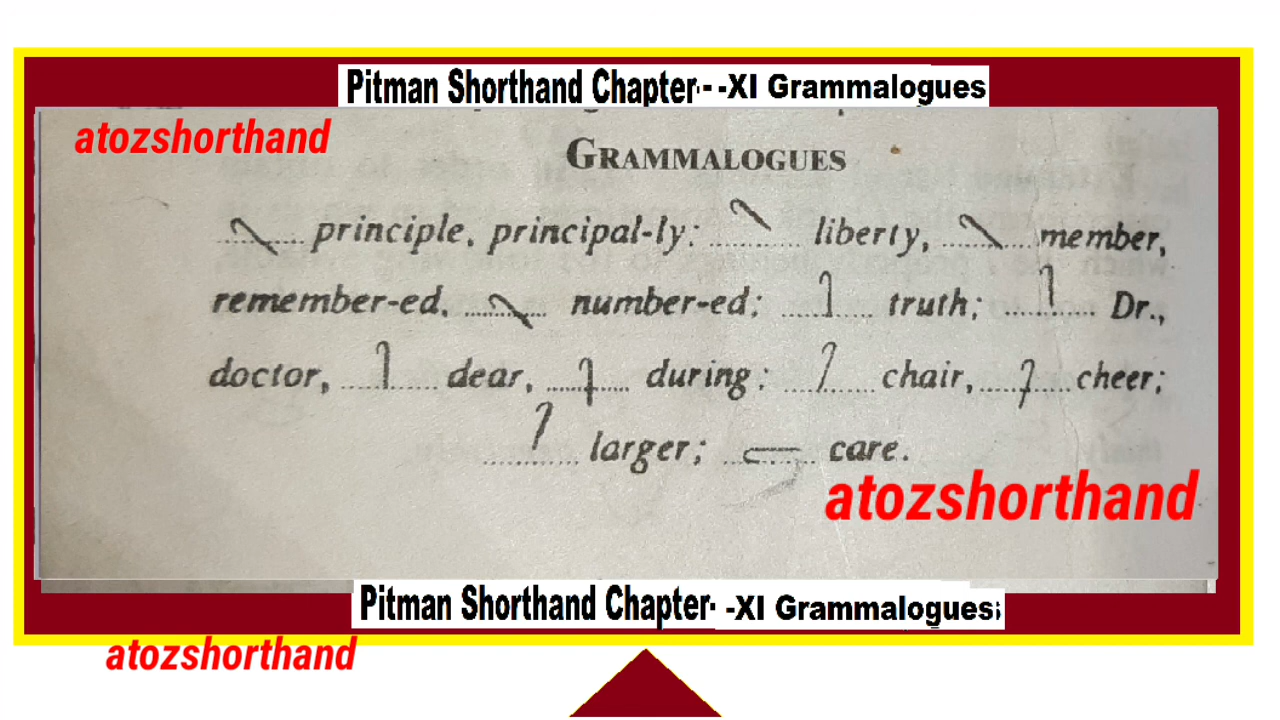 Pitman Shorthand Chapter--XI Grammalogues
atozshorthand
GRAMMALOGUES
principle, principal-ly: liberty, member,
remember-ed, number-ed; truth; Dr.,
doctor, dear, during; chair, cheer;
larger; care.
atozshorthand
Pitman Shorthand Chapter- -XI Grammalogues;
atozshorthand